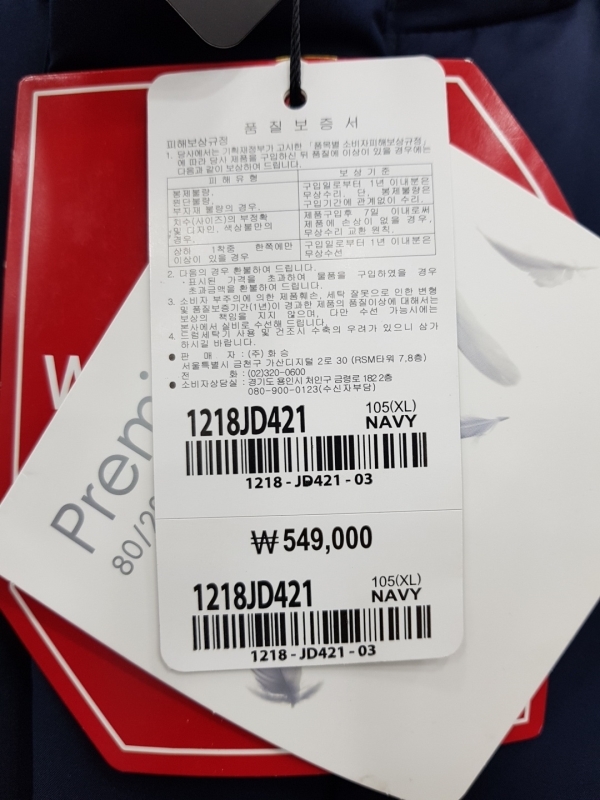 품 질 보 증 서
피해보상규정
1. 당사에서는 기획재정부가 고시한 「품목별 소비자피해보상규정」
에 따라 당사 제품을 구입하신 뒤 품질에 이상이 있을 경우에는
다음과 같이 보상하여 드립니다.
피 해 유 형 보 상 기 준
봉제불량, 구입일로부터 1년 이내분은
원단불량, 무상수리. 단, 봉제불량은
부자재 불량의 경우. 구입기간에 관계없이 수리.
치수(사이즈)의 부정확 제품구입후 7일 이내로써
및 디자인, 색상불만의 제품에 손상이 없을 경우,
경우. 무상수리 교환 원칙.
상하 1착중 한쪽에만 구입일로부터 1년 이내분은
이상이 있을 경우 무상수선
2. 다음의 경우 환불하여 드립니다.
- 표시된 가격을 초과하여 물품을 구입하였을 경우
초과금액을 환불하여 드립니다.
3. 소비자 부주의에 의한 제품훼손, 세탁 잘못으로 인한 변형
및 품질보증기간(1년)이 경과한 제품의 품질이상에 대해서는
보상의 책임을 지지 않으며, 다만 수선 가능시에는
본사에서 실비로 수선해 드립니다.
4. 드럼세탁기 사용 및 건조시 수축의 우려가 있으니 삼가
하시길 바랍니다.
● 판 매 자 : (주) 화 승
서울특별시 금천구 가산디지털 2로 30 (RSM타워 7,8층)
전 화 : (02)320-0600
● 소비자상담실 : 경기도 용인시 처인구 금령로 182 2층
080-900-0123(수신자부담)
1218JD421 105(XL)
NAVY
1218 - JD421 - 03
₩ 549,000
1218JD421 105(XL)
NAVY
1218 - JD421 - 03
W
Premi
80/2